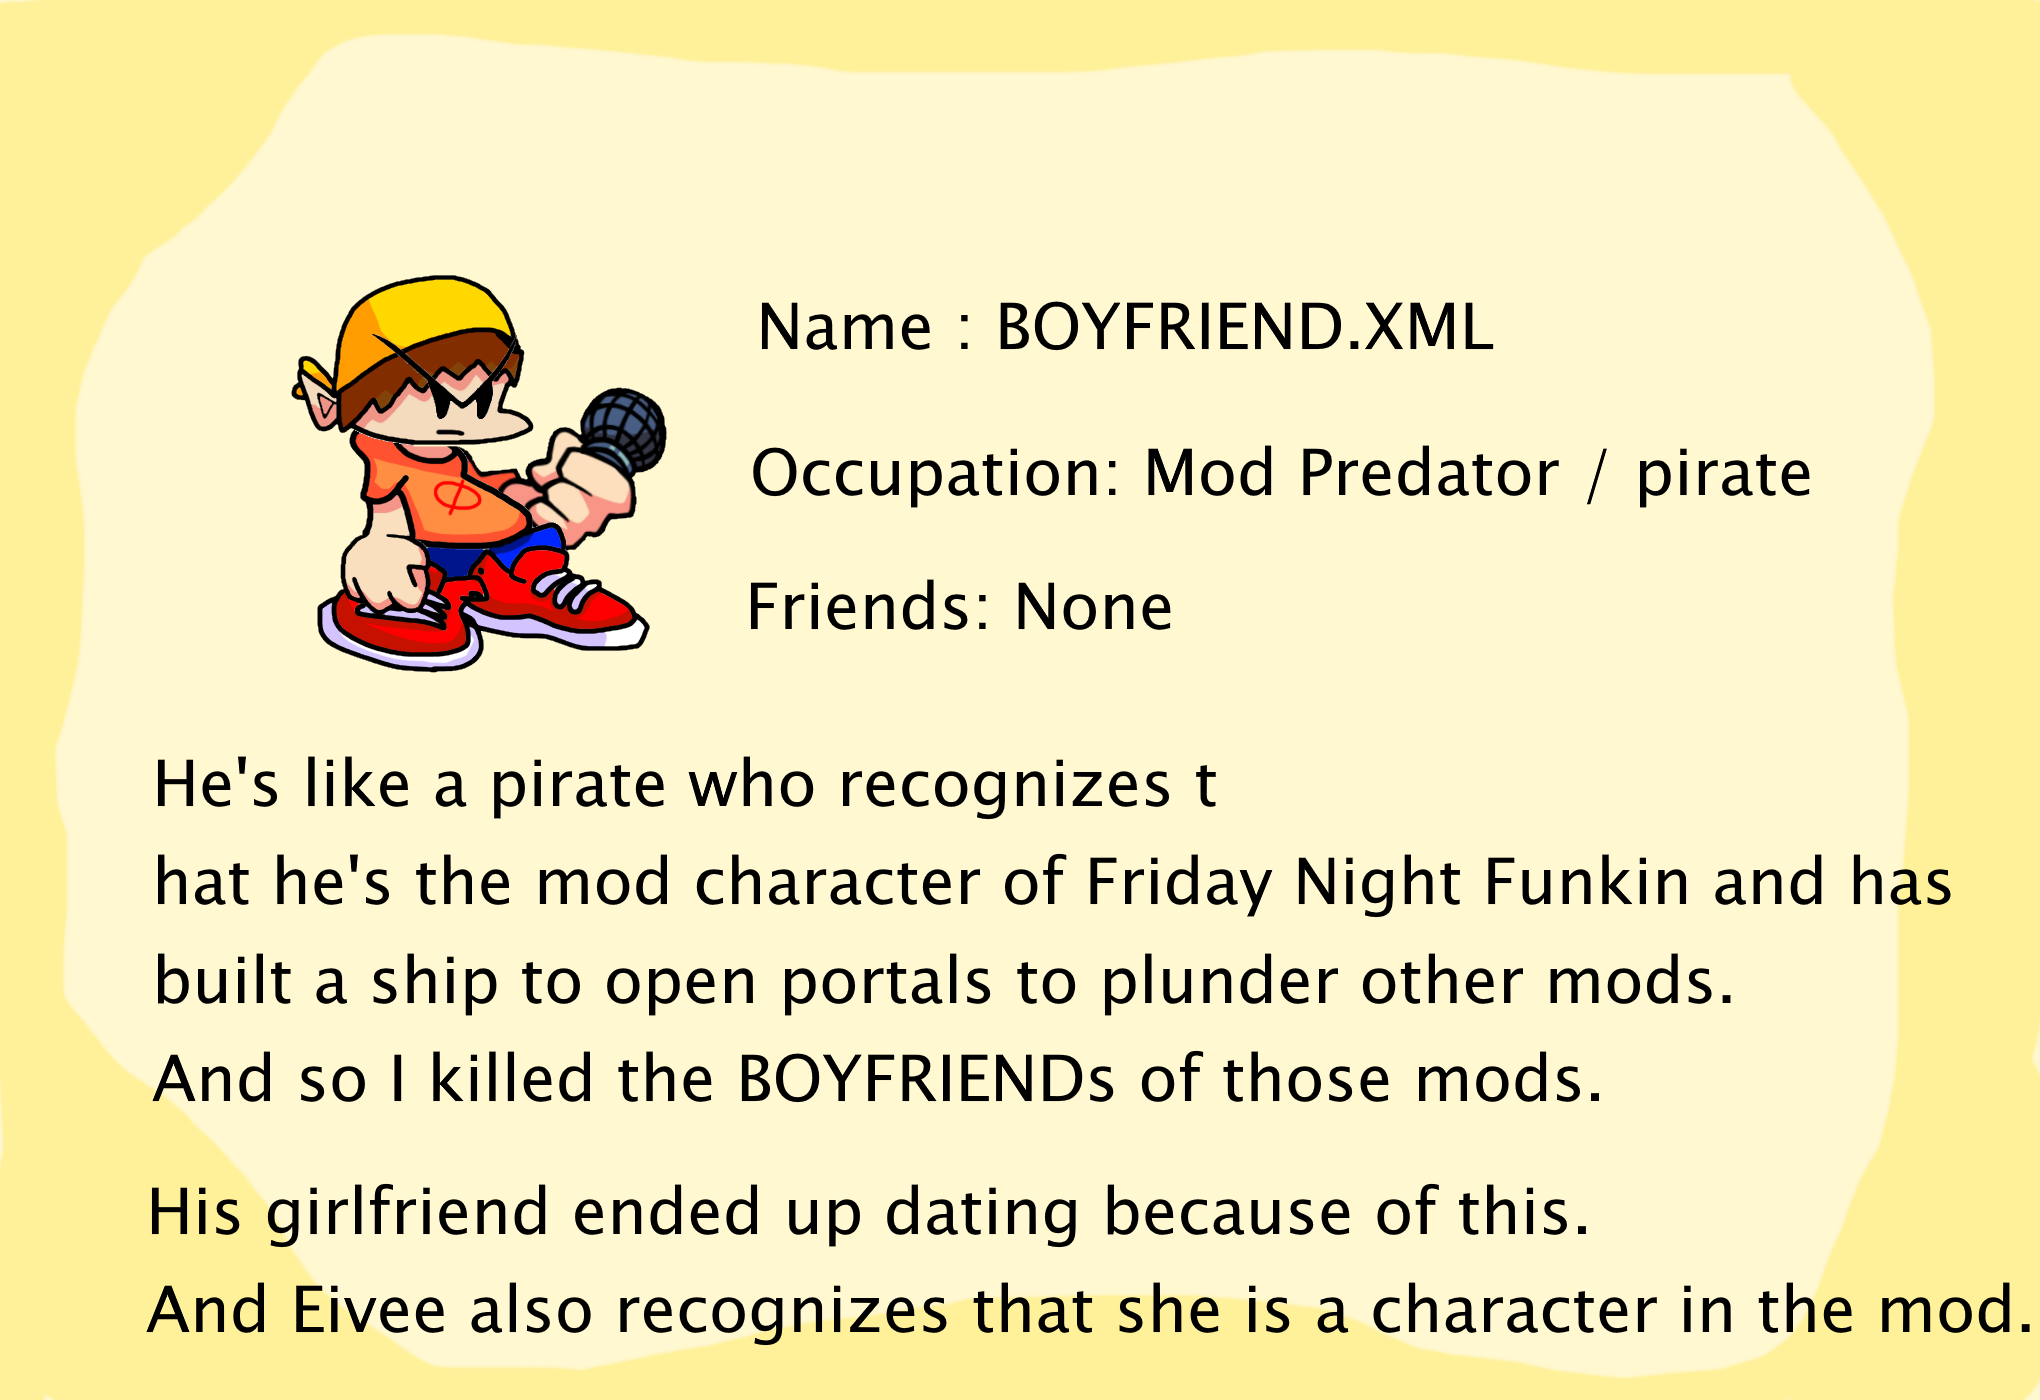 Name : BOYFRIEND.XML
Occupation: Mod Predator / pirate
Friends: None
He's like a pirate who recognizes t
hat he's the mod character of Friday Night Funkin and has
built a ship to open portals to plunder other mods.
And so I killed the BOYFRIENDs of those mods.
His girlfriend ended up dating because of this.
And Eivee also recognizes that she is a character in the mod.